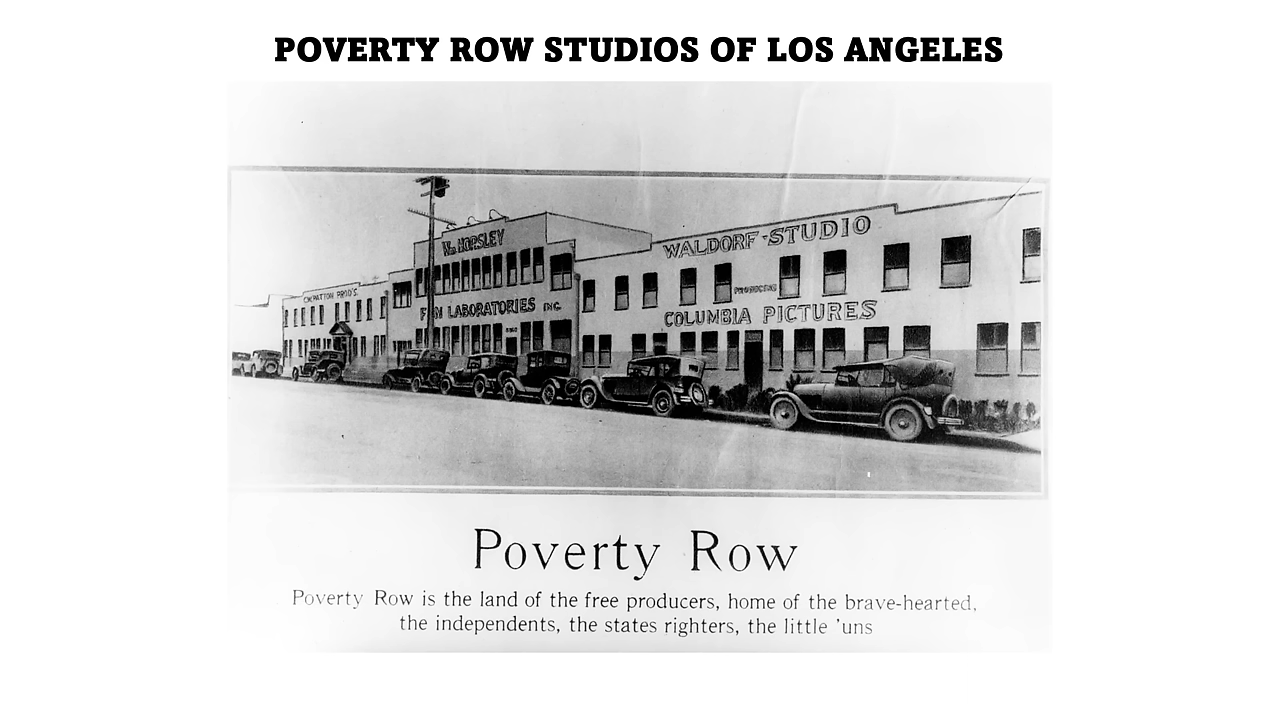 POVERTY ROW STUDIOS OF LOS ANGELES
Wm HORSLEY
WALDORF-STUDIO
PRODUCING
FILM LABORATORIES INC.
COLUMBIA PICTURES
Poverty Row
Poverty Row is the land of the free producers, home of the brave-hearted,
the independents, the states righters, the little 'uns